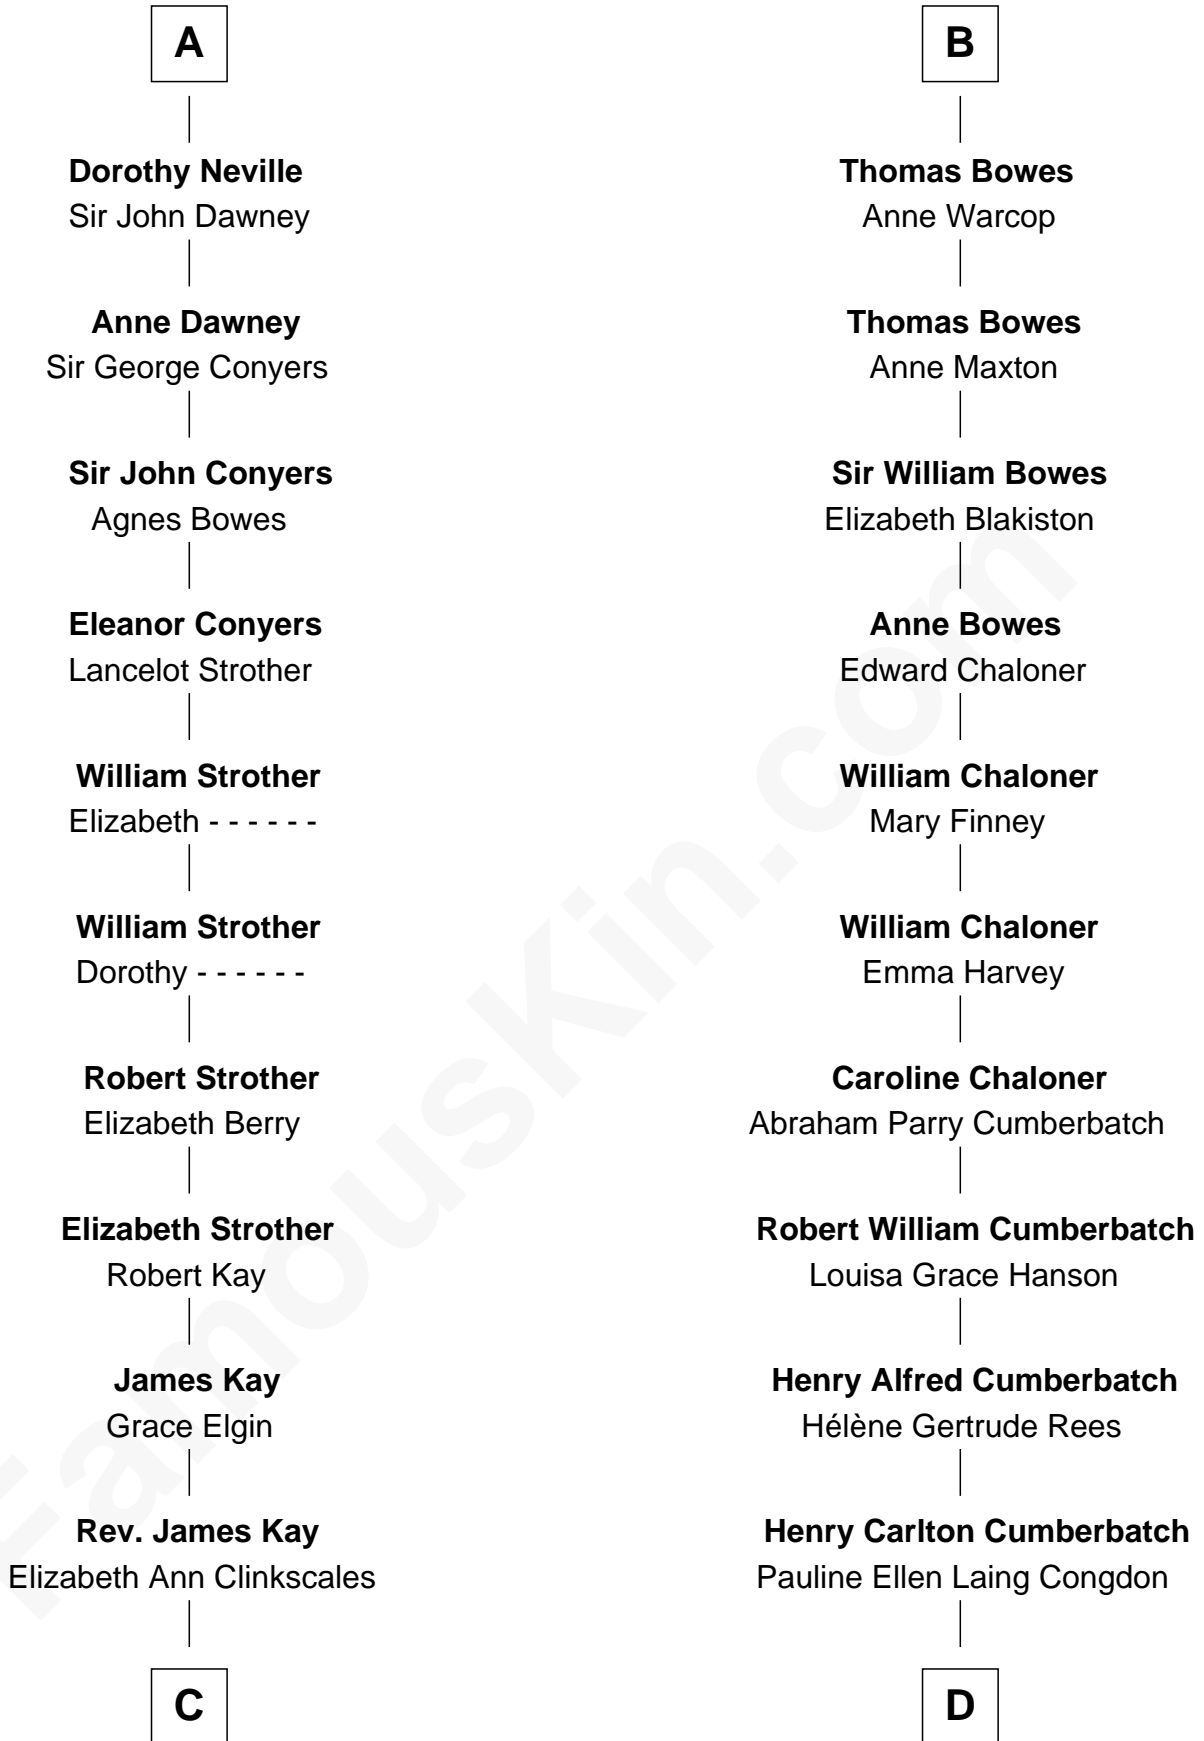 A
Dorothy Neville
Sir John Dawney
Anne Dawney
Sir George Conyers
Sir John Conyers
Agnes Bowes
Eleanor Conyers
Lancelot Strother
William Strother
Elizabeth - - - - - -
William Strother
Dorothy - - - - - -
Robert Strother
Elizabeth Berry
Elizabeth Strother
Robert Kay
James Kay
Grace Elgin
Rev. James Kay
Elizabeth Ann Clinkscales
C
B
Thomas Bowes
Anne Warcop
Thomas Bowes
Anne Maxton
Sir William Bowes
Elizabeth Blakiston
Anne Bowes
Edward Chaloner
William Chaloner
Mary Finney
William Chaloner
Emma Harvey
Caroline Chaloner
Abraham Parry Cumberbatch
Robert William Cumberbatch
Louisa Grace Hanson
Henry Alfred Cumberbatch
Hélène Gertrude Rees
Henry Carlton Cumberbatch
Pauline Ellen Laing Congdon
D
FamousKin.com